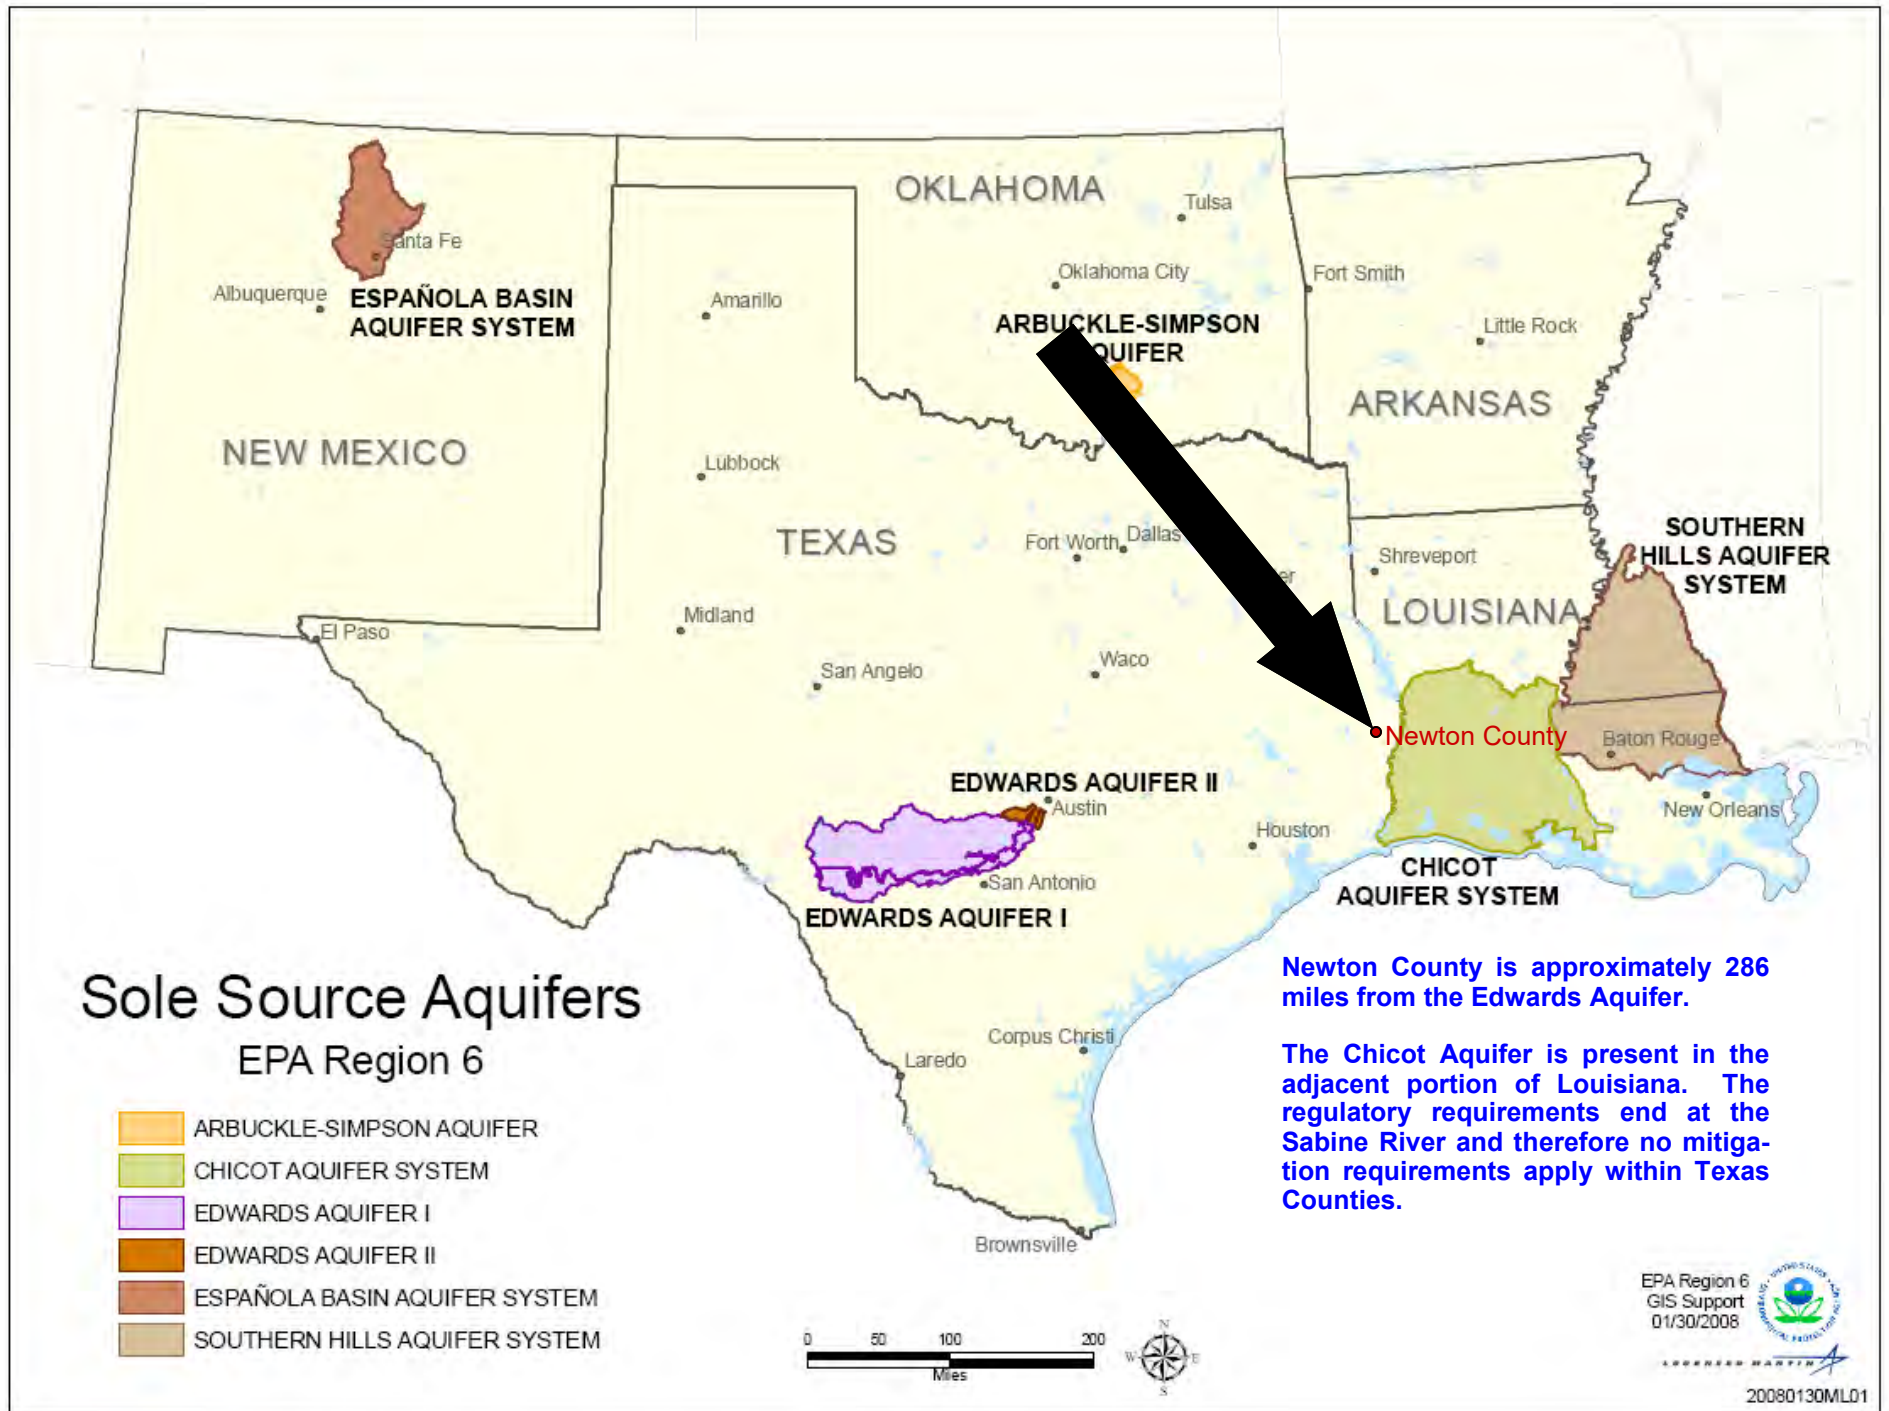 OKLAHOMA
Tulsa
Santa Fe
Oklahoma City
Fort Smith
Albuquerque
ESPAÑOLA BASIN
AQUIFER SYSTEM
Amarillo
ARBUCKLE-SIMPSON
AQUIFER
Little Rock
ARKANSAS
NEW MEXICO
Lubbock
TEXAS
Fort Worth
Dallas
Shreveport
SOUTHERN
HILLS AQUIFER
SYSTEM
LOUISIANA
El Paso
Midland
San Angelo
Waco
Newton County
Baton Rouge
EDWARDS AQUIFER II
Austin
New Orleans
Houston
San Antonio
CHICOT
AQUIFER SYSTEM
EDWARDS AQUIFER I
Newton County is approximately 286
miles from the Edwards Aquifer.
The Chicot Aquifer is present in the
adjacent portion of Louisiana. The
regulatory requirements end at the
Sabine River and therefore no mitiga-
tion requirements apply within Texas
Counties.
Sole Source Aquifers
EPA Region 6
Corpus Christi
Laredo
Brownsville
ARBUCKLE-SIMPSON AQUIFER
CHICOT AQUIFER SYSTEM
EDWARDS AQUIFER I
EDWARDS AQUIFER II
ESPAÑOLA BASIN AQUIFER SYSTEM
SOUTHERN HILLS AQUIFER SYSTEM
0 50 100 200
Miles
N
W E
S
EPA Region 6
GIS Support
01/30/2008
LOCKHEED MARTIN
20080130ML01